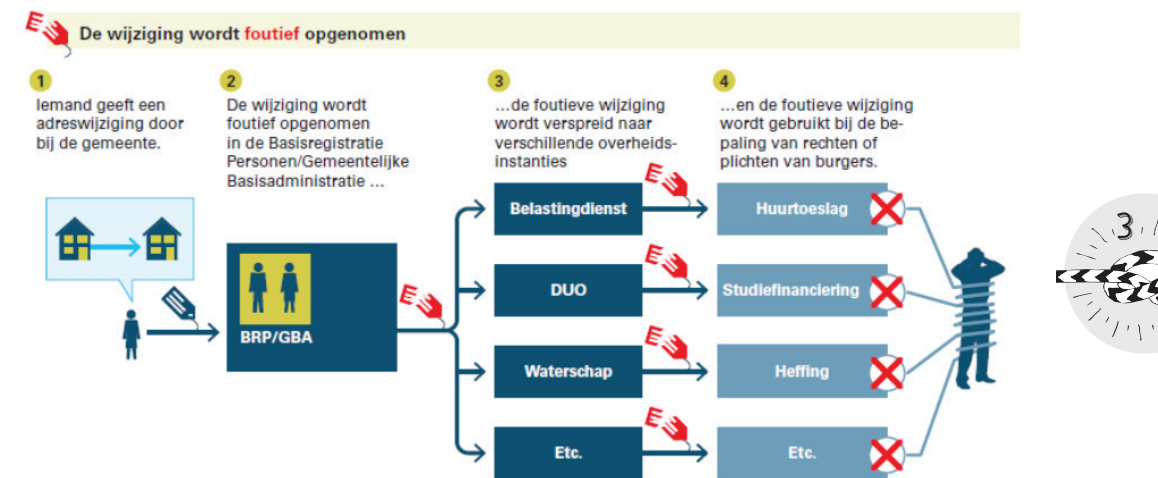 De wijziging wordt foutief opgenomen
1
Iemand geeft een
adreswijziging door
bij de gemeente.
2
De wijziging wordt
foutief opgenomen
in de Basisregistratie
Personen/Gemeentelijke
Basisadministratie ...
3
...de foutieve wijziging
wordt verspreid naar
verschillende overheids-
instanties
4
...en de foutieve wijziging
wordt gebruikt bij de be-
paling van rechten of
plichten van burgers.
BRP/GBA
Belastingdienst
Huurtoeslag
DUO
Studiefinanciering
Waterschap
Heffing
Etc.
Etc.
3